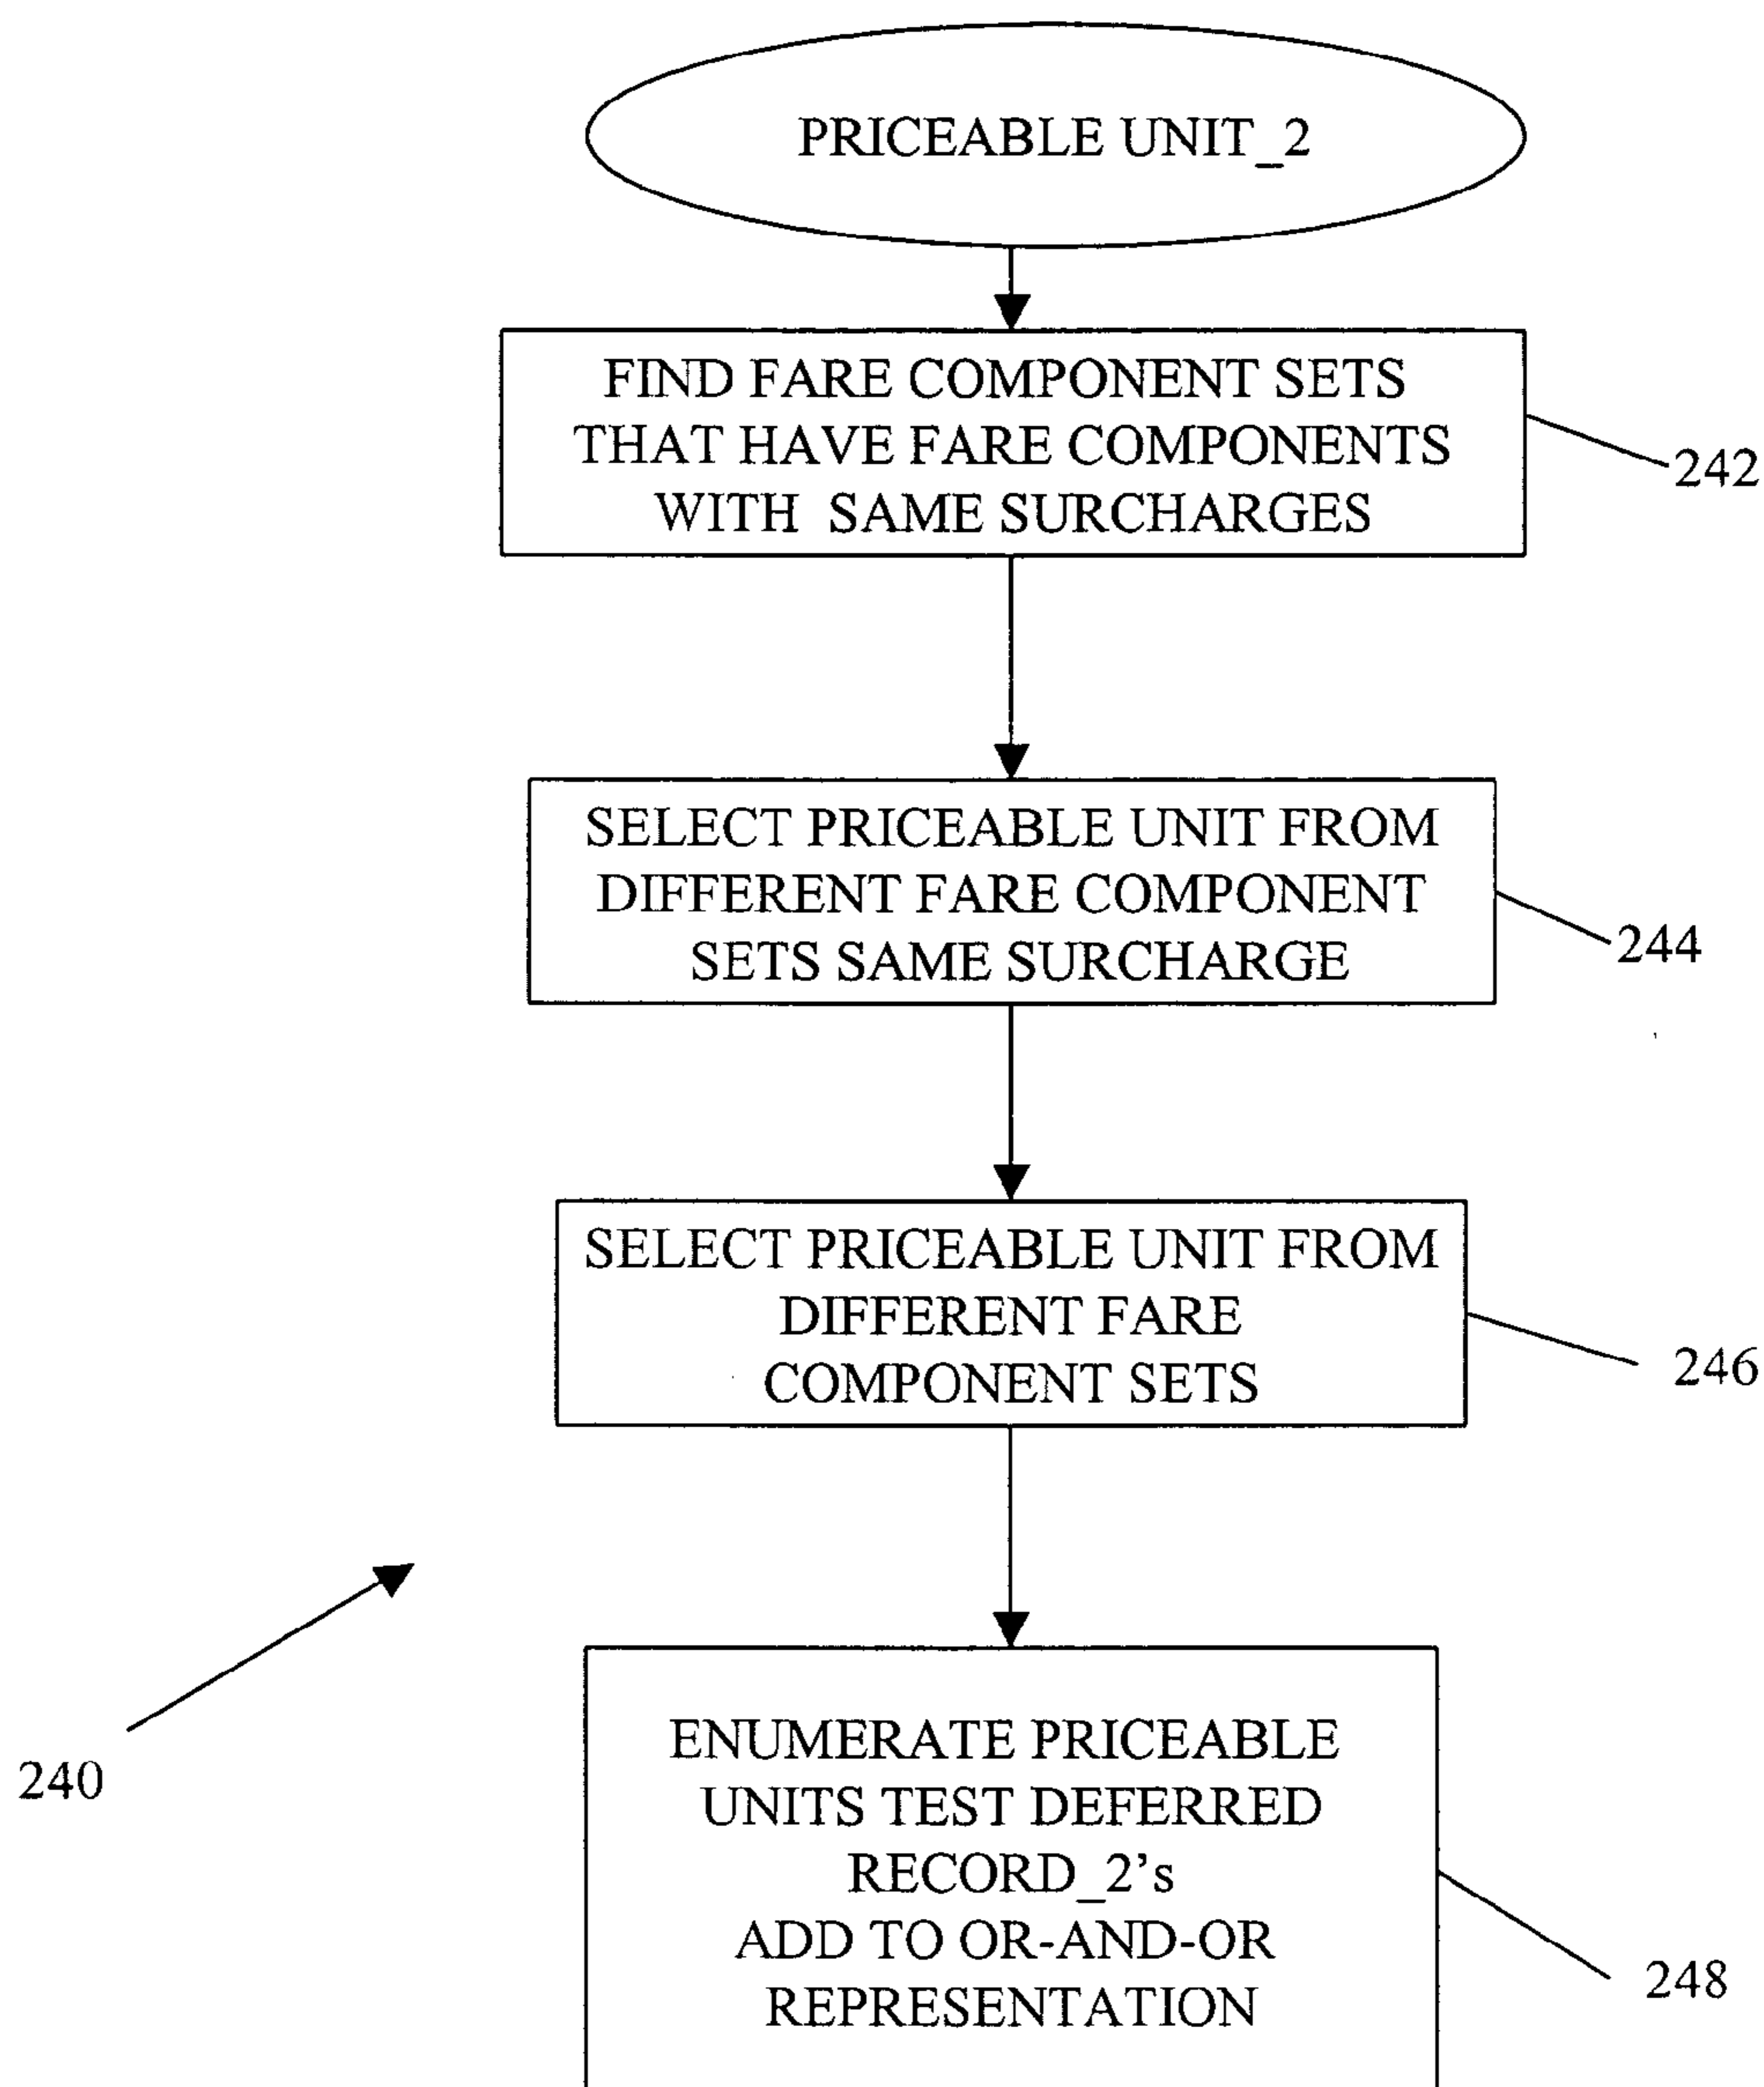 PRICEABLE UNIT_2
FIND FARE COMPONENT SETS
THAT HAVE FARE COMPONENTS
WITH SAME SURCHARGES
242
SELECT PRICEABLE UNIT FROM
DIFFERENT FARE COMPONENT
SETS SAME SURCHARGE
244
SELECT PRICEABLE UNIT FROM
DIFFERENT FARE
COMPONENT SETS
246
240
ENUMERATE PRICEABLE
UNITS TEST DEFERRED
RECORD_2's
ADD TO OR-AND-OR
REPRESENTATION
248